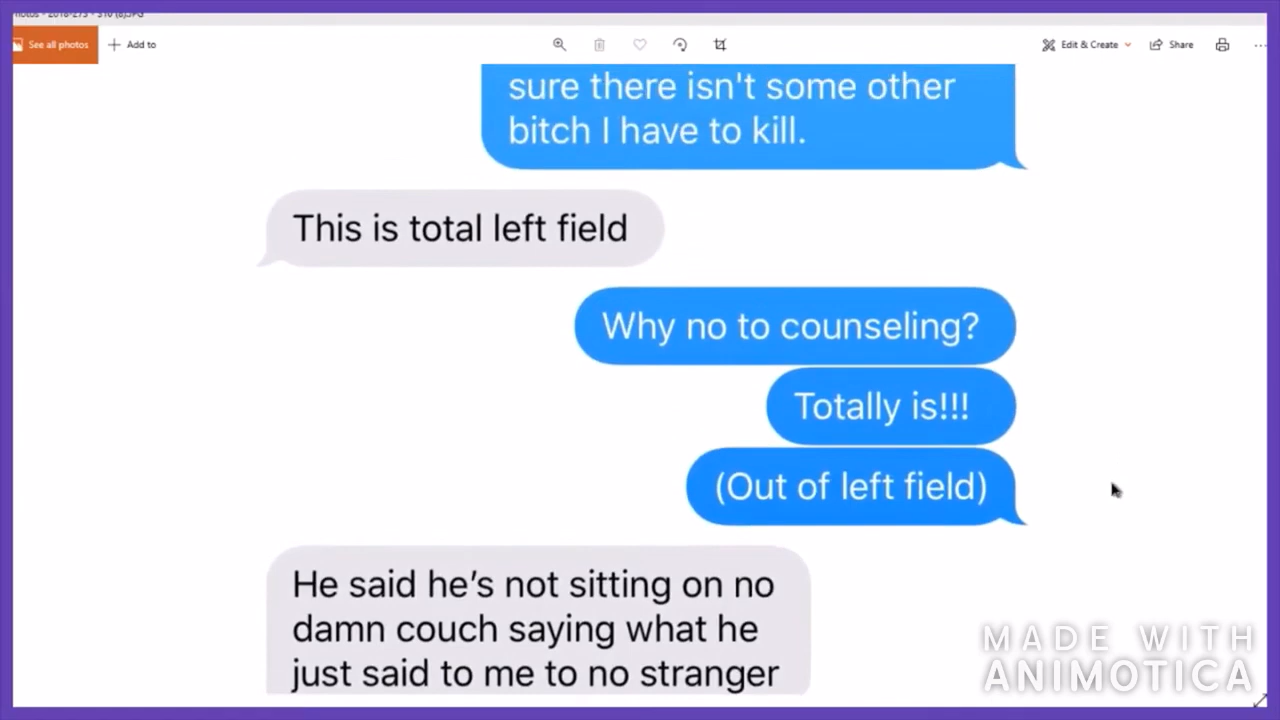 See all photos
Add to
Edit & Create
Share
sure there isn't some other
bitch I have to kill.
This is total left field
Why no to counseling?
Totally is!!!
(Out of left field)
He said he's not sitting on no
damn couch saying what he
just said to me to no stranger
MADE WITH
ANIMOTICA